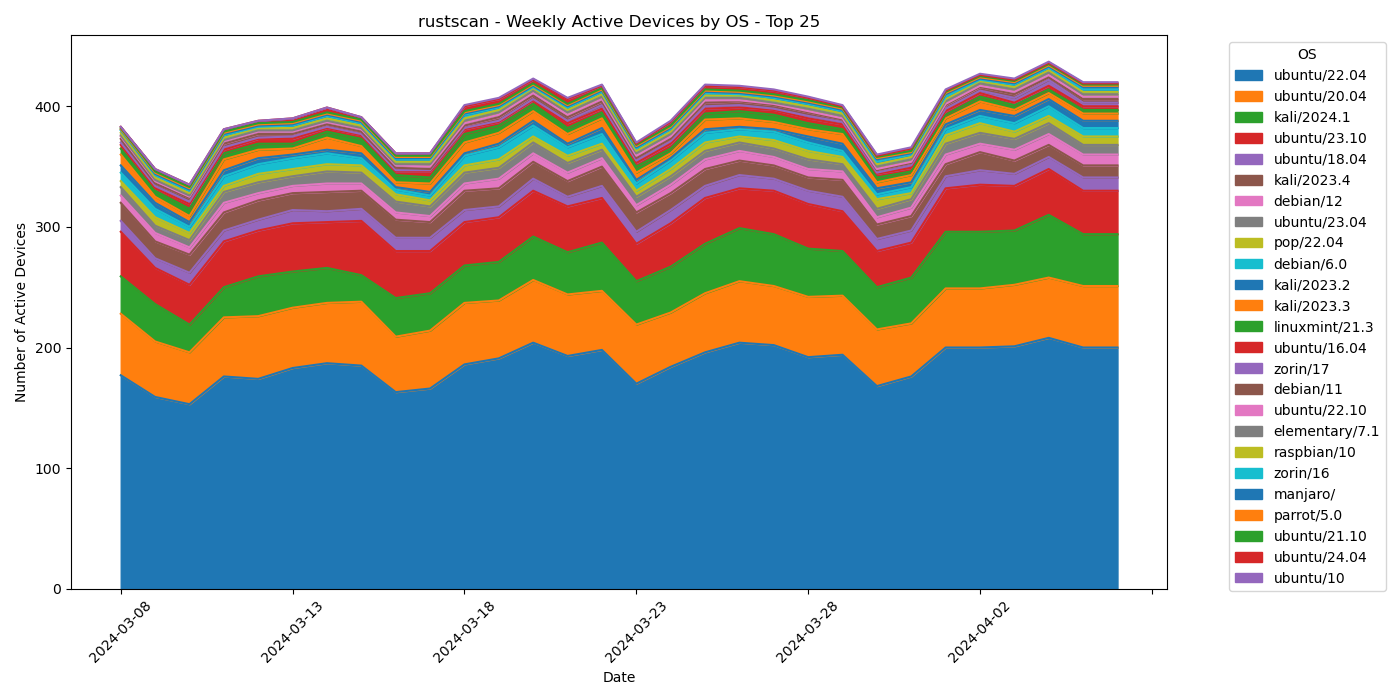 rustscan - Weekly Active Devices by OS - Top 25
Number of Active Devices
400
300
200
100
0
2024-03-08
2024-03-13
2024-03-18
2024-03-23
2024-03-28
2024-04-02
Date
OS
ubuntu/22.04
ubuntu/20.04
kali/2024.1
ubuntu/23.10
ubuntu/18.04
kali/2023.4
debian/12
ubuntu/23.04
pop/22.04
debian/6.0
kali/2023.2
kali/2023.3
linuxmint/21.3
ubuntu/16.04
zorin/17
debian/11
ubuntu/22.10
elementary/7.1
raspbian/10
zorin/16
manjaro/
parrot/5.0
ubuntu/21.10
ubuntu/24.04
ubuntu/10